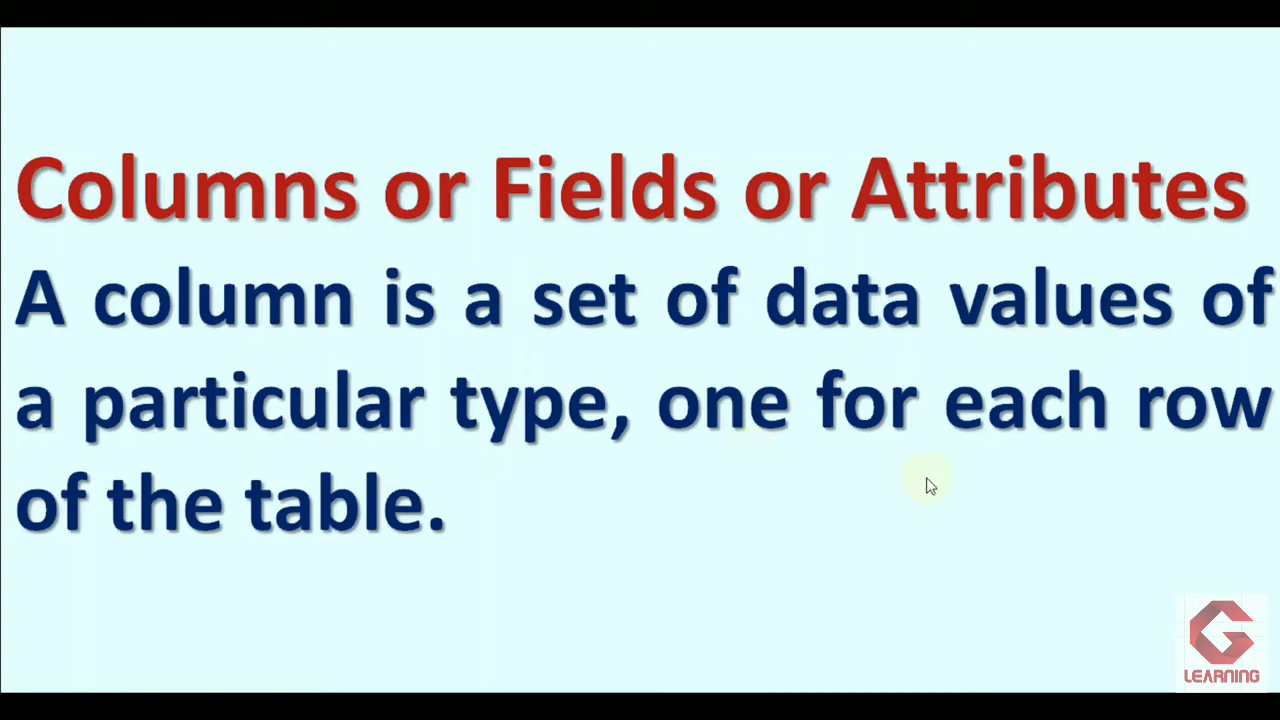 Columns or Fields or Attributes
A column is a set of data values of
a particular type, one for each row
of the table.
G
LEARNING